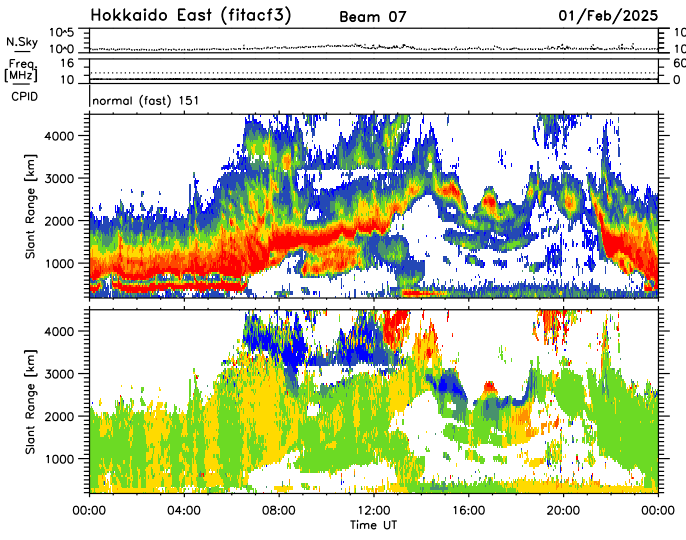 Hokkaido East (fitacf3) Beam 07 01/Feb/2025
N.Sky 10^5 10^0
Freq. [MHz] 16 10 60 0
CPID normal (fast) 151
Slant Range [km] 4000 3000 2000 1000
Slant Range [km] 4000 3000 2000 1000
00:00 04:00 08:00 12:00 16:00 20:00 00:00
Time UT